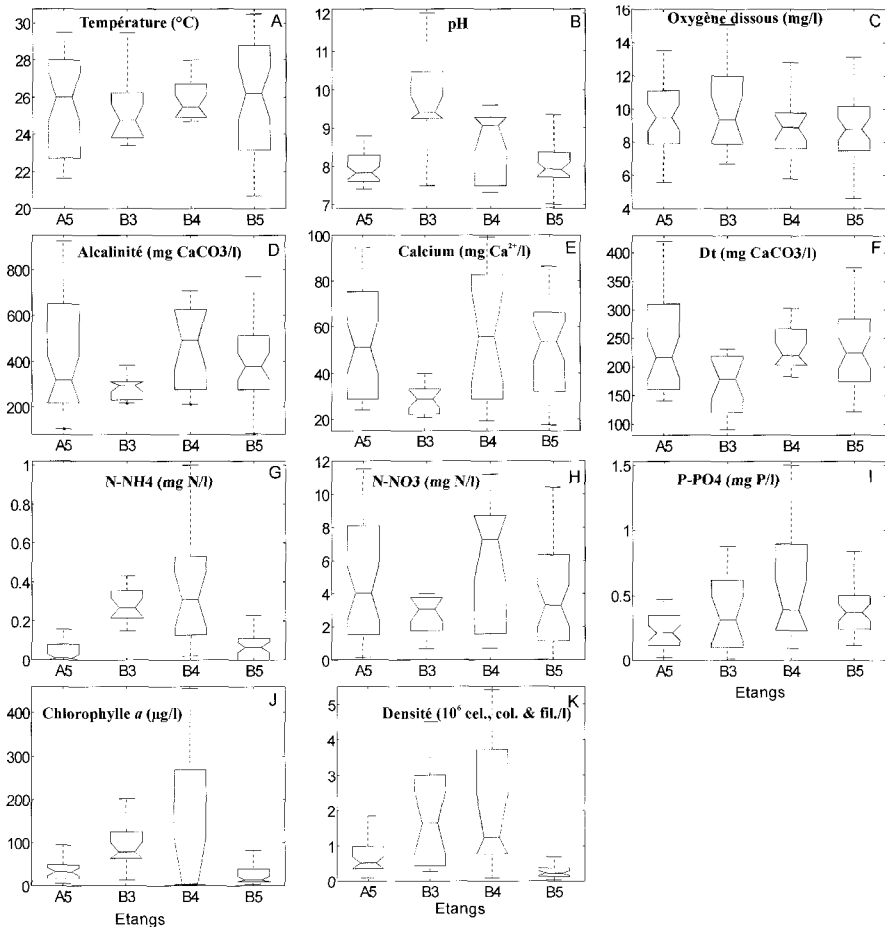 Température (°C) A
30
28
26
24
22
20
A5 B3 B4 B5
pH B
12
11
10
9
8
7
A5 B3 B4 B5
Oxygène dissous (mg/l) C
16
14
12
10
8
6
4
A5 B3 B4 B5
Alcalinité (mg CaCO3/l) D
800
600
400
200
A5 B3 B4 B5
Calcium (mg Ca²⁺/l) E
100
80
60
40
20
A5 B3 B4 B5
Dt (mg CaCO3/l) F
400
350
300
250
200
150
100
A5 B3 B4 B5
N-NH4 (mg N/l) G
1
0.8
0.6
0.4
0.2
0
A5 B3 B4 B5
N-NO3 (mg N/l) H
12
10
8
6
4
2
0
A5 B3 B4 B5
P-PO4 (mg P/l) I
1.5
1
0.5
0
A5 B3 B4 B5
Etangs
Chlorophylle a (µg/l) J
400
300
200
100
0
A5 B3 B4 B5
Etangs
Densité (10⁶ cel., col. & fil./l) K
5
4
3
2
1
0
A5 B3 B4 B5
Etangs